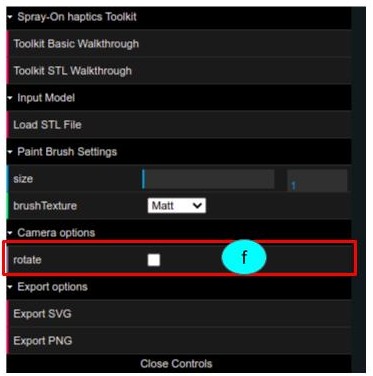 Spray-On haptics Toolkit
Toolkit Basic Walkthrough
Toolkit STL Walkthrough
Input Model
Load STL File
Paint Brush Settings
size 1
brushTexture Matt
Camera options
rotate f
Export options
Export SVG
Export PNG
Close Controls